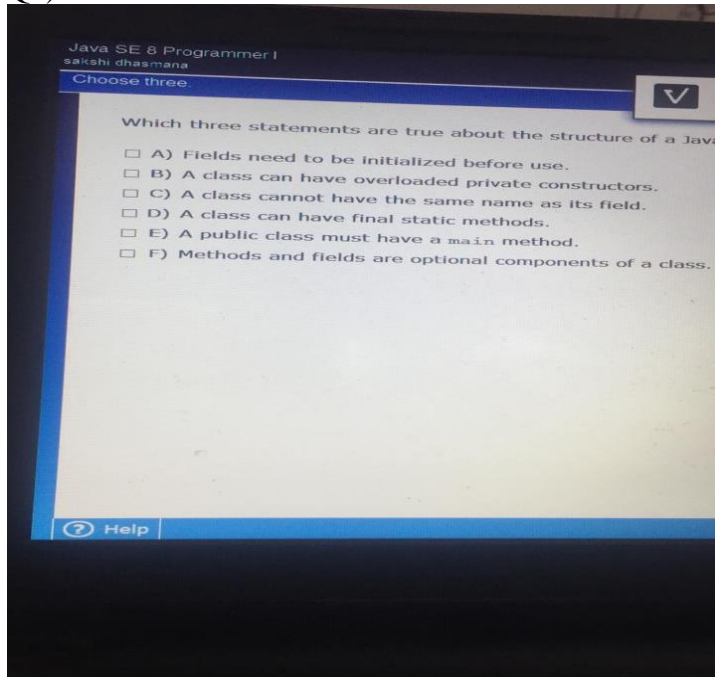 Java SE 8 Programmer I
sakshi dhasmana
Choose three.
Which three statements are true about the structure of a Java
A) Fields need to be initialized before use.
B) A class can have overloaded private constructors.
C) A class cannot have the same name as its field.
D) A class can have final static methods.
E) A public class must have a main method.
F) Methods and fields are optional components of a class.
? Help